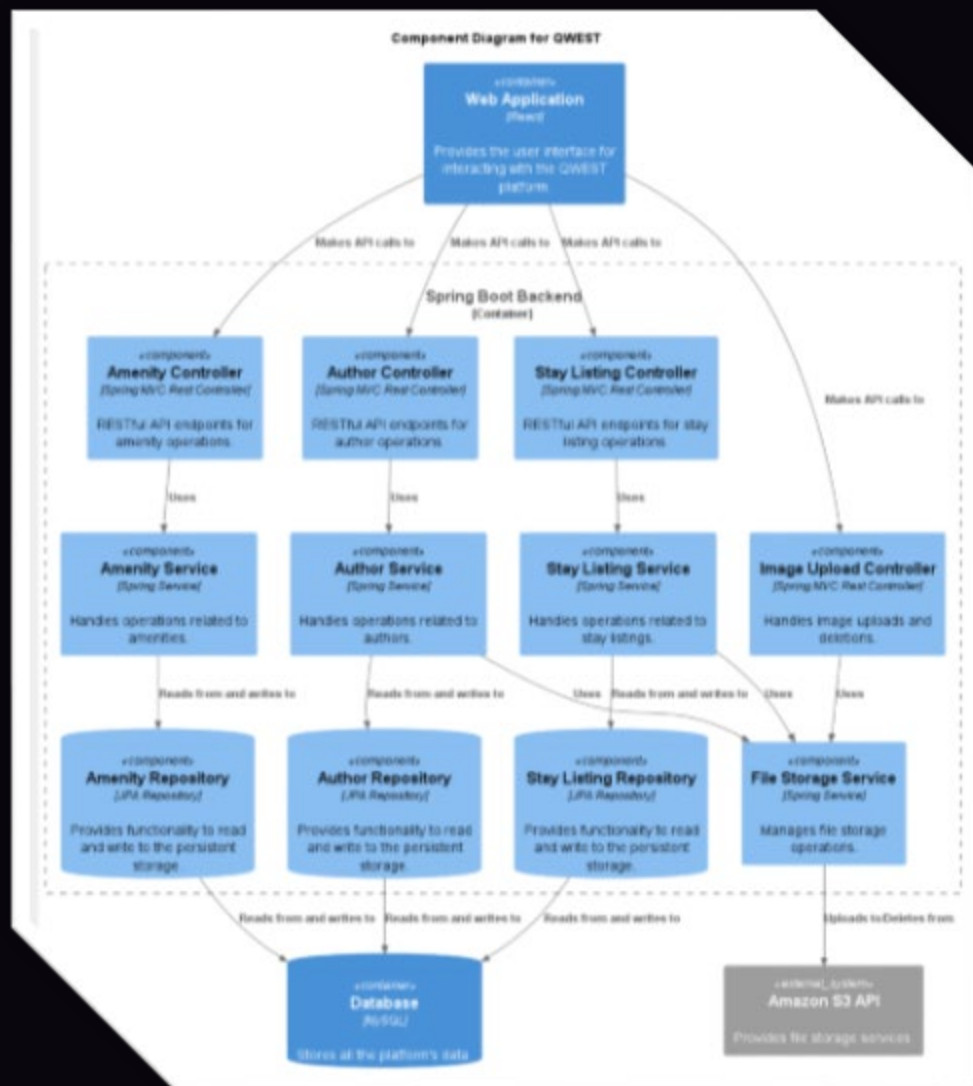 Component Diagram for QWEST
«container»
Web Application
[React]
Provides the user interface for
interacting with the QWEST
platform.
Makes API calls to
Makes API calls to
Makes API calls to
Spring Boot Backend
[Container]
«component»
Amenity Controller
[Spring MVC Rest Controller]
RESTful API endpoints for
amenity operations.
«component»
Author Controller
[Spring MVC Rest Controller]
RESTful API endpoints for
author operations.
«component»
Stay Listing Controller
[Spring MVC Rest Controller]
RESTful API endpoints for stay
listing operations.
Makes API calls to
Uses
Uses
Uses
«component»
Amenity Service
[Spring Service]
Handles operations related to
amenities.
«component»
Author Service
[Spring Service]
Handles operations related to
authors.
«component»
Stay Listing Service
[Spring Service]
Handles operations related to
stay listings.
«component»
Image Upload Controller
[Spring MVC Rest Controller]
Handles image uploads and
deletions.
Reads from and writes to
Reads from and writes to
Uses
Reads from and writes to
Uses
Uses
«component»
Amenity Repository
[JPA Repository]
Provides functionality to read
and write to the persistent
storage.
«component»
Author Repository
[JPA Repository]
Provides functionality to read
and write to the persistent
storage.
«component»
Stay Listing Repository
[JPA Repository]
Provides functionality to read
and write to the persistent
storage.
«component»
File Storage Service
[Spring Service]
Manages file storage
operations.
Reads from and writes to
Reads from and writes to
Reads from and writes to
Uploads to/Deletes from
«container»
Database
[MySQL]
Stores all the platform's data
«external_system»
Amazon S3 API
Provides file storage services